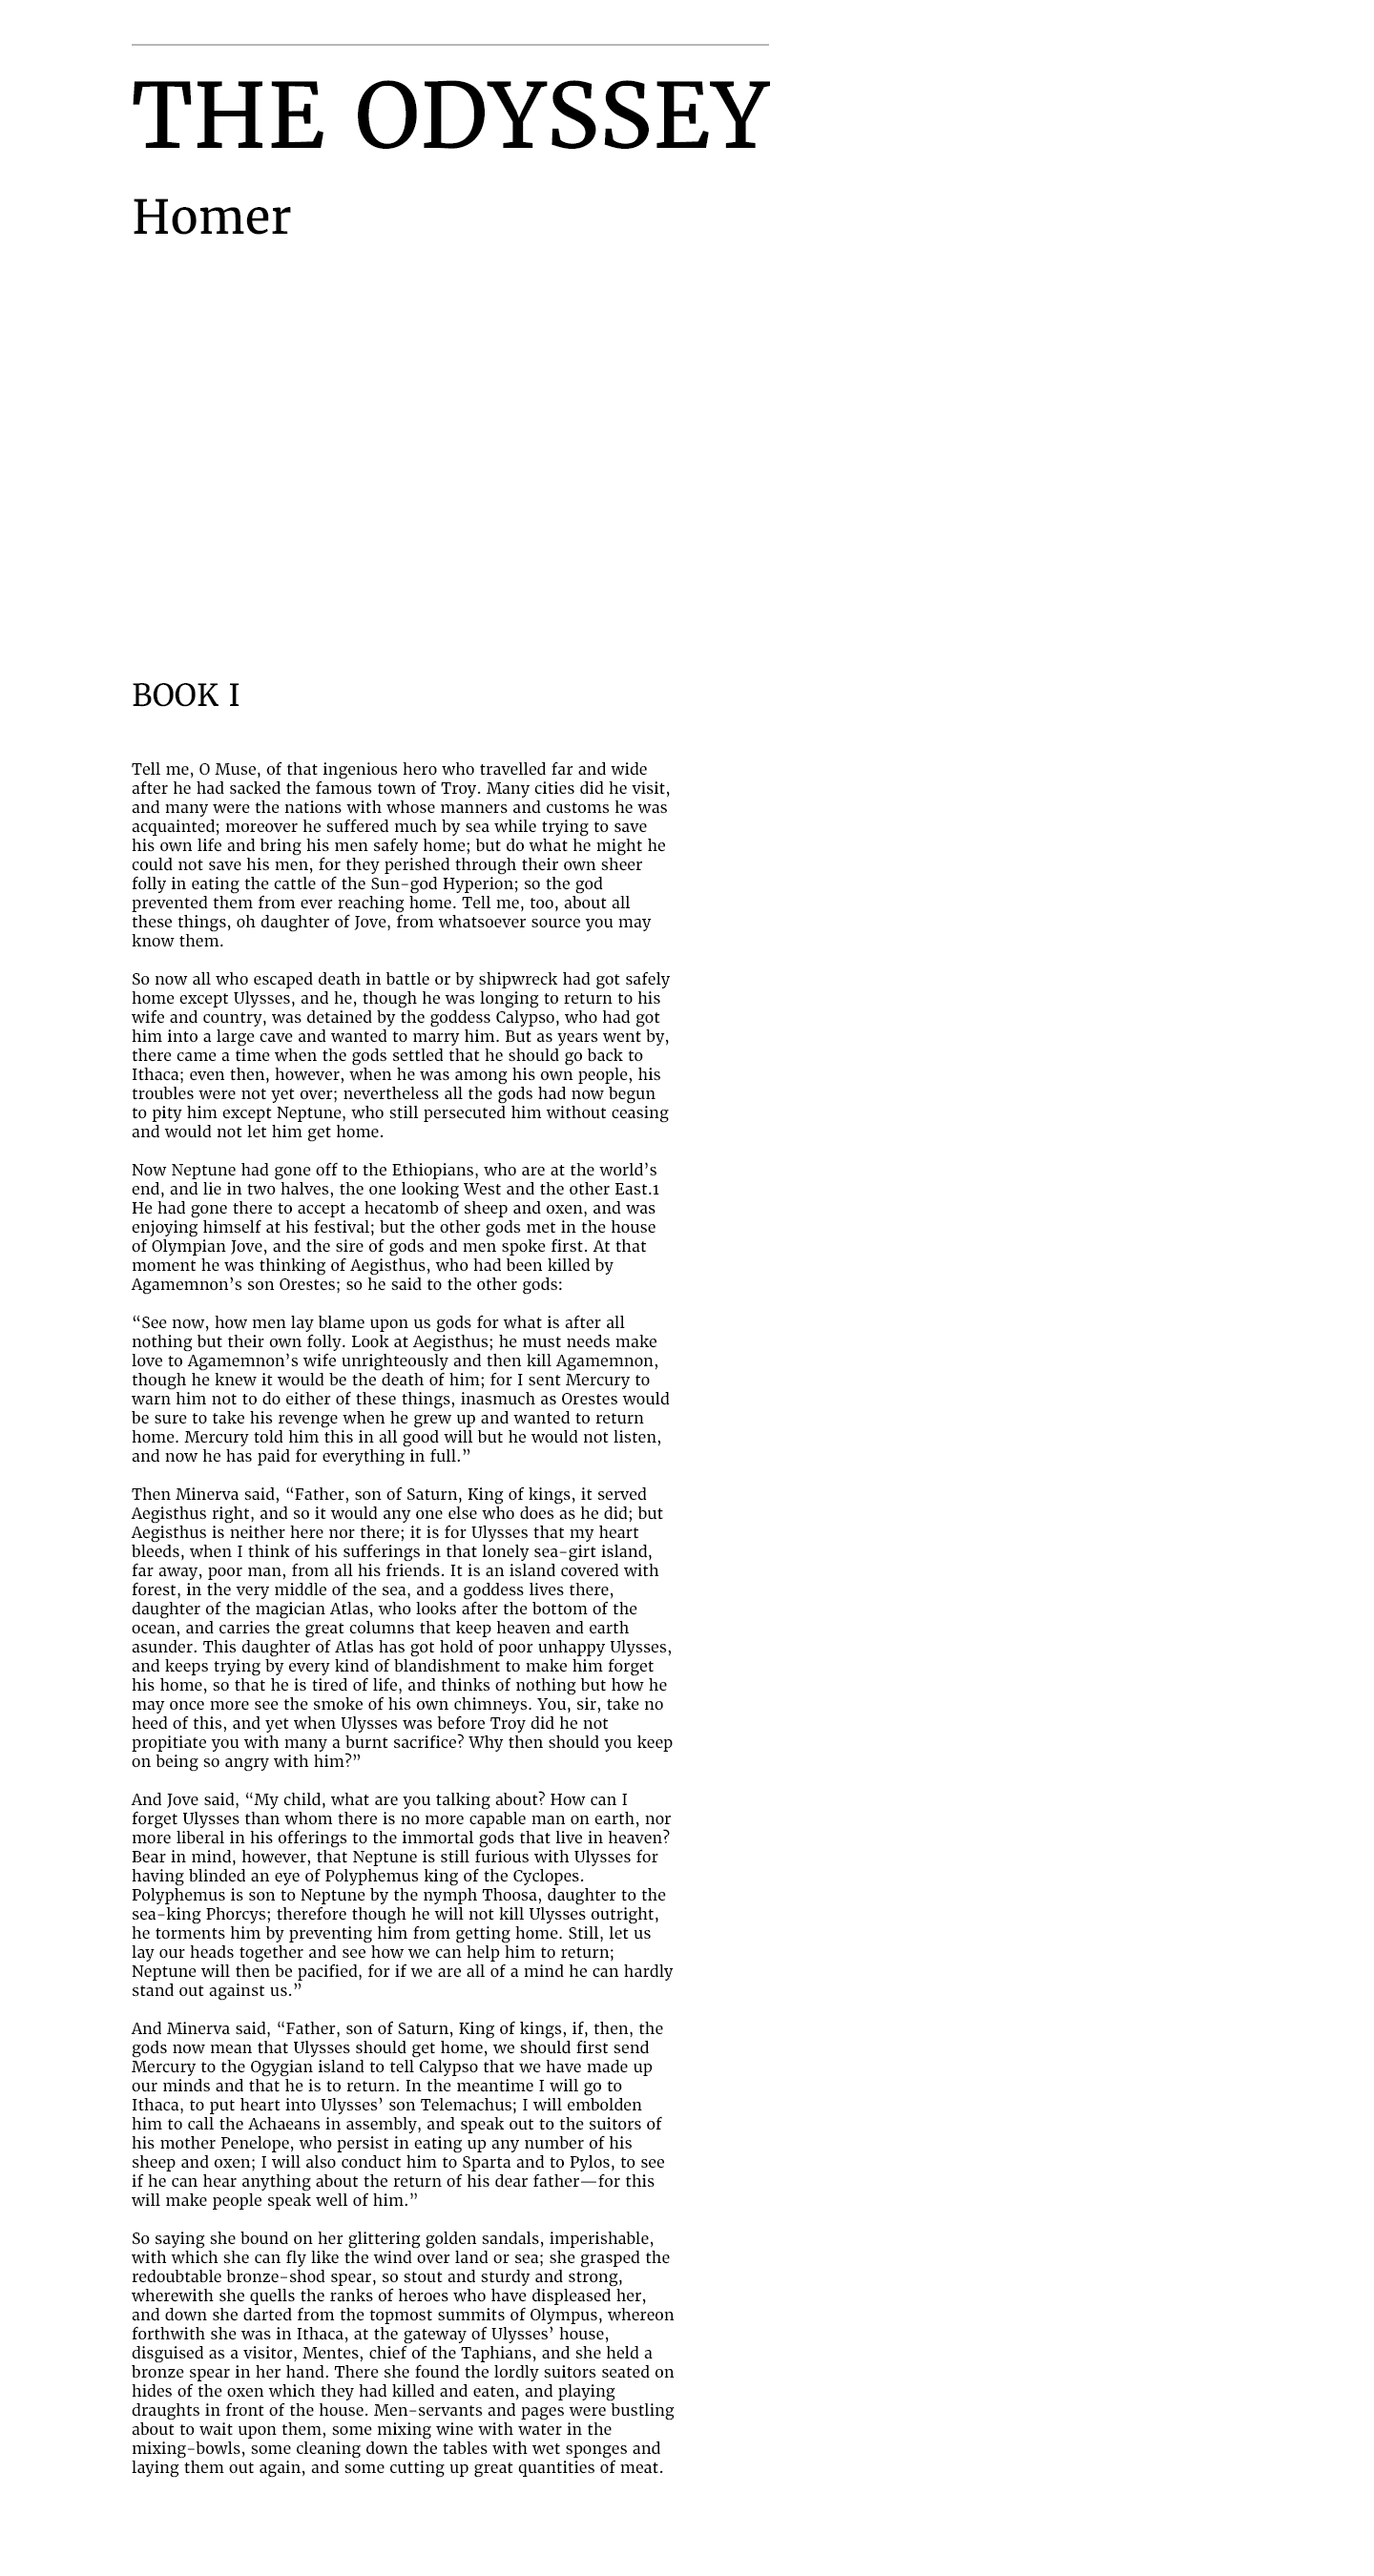 THE ODYSSEY
Homer
BOOK I
Tell me, O Muse, of that ingenious hero who travelled far and wide
after he had sacked the famous town of Troy. Many cities did he visit,
and many were the nations with whose manners and customs he was
acquainted; moreover he suffered much by sea while trying to save
his own life and bring his men safely home; but do what he might he
could not save his men, for they perished through their own sheer
folly in eating the cattle of the Sun-god Hyperion; so the god
prevented them from ever reaching home. Tell me, too, about all
these things, oh daughter of Jove, from whatsoever source you may
know them.
So now all who escaped death in battle or by shipwreck had got safely
home except Ulysses, and he, though he was longing to return to his
wife and country, was detained by the goddess Calypso, who had got
him into a large cave and wanted to marry him. But as years went by,
there came a time when the gods settled that he should go back to
Ithaca; even then, however, when he was among his own people, his
troubles were not yet over; nevertheless all the gods had now begun
to pity him except Neptune, who still persecuted him without ceasing
and would not let him get home.
Now Neptune had gone off to the Ethiopians, who are at the world’s
end, and lie in two halves, the one looking West and the other East.1
He had gone there to accept a hecatomb of sheep and oxen, and was
enjoying himself at his festival; but the other gods met in the house
of Olympian Jove, and the sire of gods and men spoke first. At that
moment he was thinking of Aegisthus, who had been killed by
Agamemnon’s son Orestes; so he said to the other gods:
“See now, how men lay blame upon us gods for what is after all
nothing but their own folly. Look at Aegisthus; he must needs make
love to Agamemnon’s wife unrighteously and then kill Agamemnon,
though he knew it would be the death of him; for I sent Mercury to
warn him not to do either of these things, inasmuch as Orestes would
be sure to take his revenge when he grew up and wanted to return
home. Mercury told him this in all good will but he would not listen,
and now he has paid for everything in full.”
Then Minerva said, “Father, son of Saturn, King of kings, it served
Aegisthus right, and so it would any one else who does as he did; but
Aegisthus is neither here nor there; it is for Ulysses that my heart
bleeds, when I think of his sufferings in that lonely sea-girt island,
far away, poor man, from all his friends. It is an island covered with
forest, in the very middle of the sea, and a goddess lives there,
daughter of the magician Atlas, who looks after the bottom of the
ocean, and carries the great columns that keep heaven and earth
asunder. This daughter of Atlas has got hold of poor unhappy Ulysses,
and keeps trying by every kind of blandishment to make him forget
his home, so that he is tired of life, and thinks of nothing but how he
may once more see the smoke of his own chimneys. You, sir, take no
heed of this, and yet when Ulysses was before Troy did he not
propitiate you with many a burnt sacrifice? Why then should you keep
on being so angry with him?”
And Jove said, “My child, what are you talking about? How can I
forget Ulysses than whom there is no more capable man on earth, nor
more liberal in his offerings to the immortal gods that live in heaven?
Bear in mind, however, that Neptune is still furious with Ulysses for
having blinded an eye of Polyphemus king of the Cyclopes.
Polyphemus is son to Neptune by the nymph Thoosa, daughter to the
sea-king Phorcys; therefore though he will not kill Ulysses outright,
he torments him by preventing him from getting home. Still, let us
lay our heads together and see how we can help him to return;
Neptune will then be pacified, for if we are all of a mind he can hardly
stand out against us.”
And Minerva said, “Father, son of Saturn, King of kings, if, then, the
gods now mean that Ulysses should get home, we should first send
Mercury to the Ogygian island to tell Calypso that we have made up
our minds and that he is to return. In the meantime I will go to
Ithaca, to put heart into Ulysses’ son Telemachus; I will embolden
him to call the Achaeans in assembly, and speak out to the suitors of
his mother Penelope, who persist in eating up any number of his
sheep and oxen; I will also conduct him to Sparta and to Pylos, to see
if he can hear anything about the return of his dear father—for this
will make people speak well of him.”
So saying she bound on her glittering golden sandals, imperishable,
with which she can fly like the wind over land or sea; she grasped the
redoubtable bronze-shod spear, so stout and sturdy and strong,
wherewith she quells the ranks of heroes who have displeased her,
and down she darted from the topmost summits of Olympus, whereon
forthwith she was in Ithaca, at the gateway of Ulysses’ house,
disguised as a visitor, Mentes, chief of the Taphians, and she held a
bronze spear in her hand. There she found the lordly suitors seated on
hides of the oxen which they had killed and eaten, and playing
draughts in front of the house. Men-servants and pages were bustling
about to wait upon them, some mixing wine with water in the
mixing-bowls, some cleaning down the tables with wet sponges and
laying them out again, and some cutting up great quantities of meat.